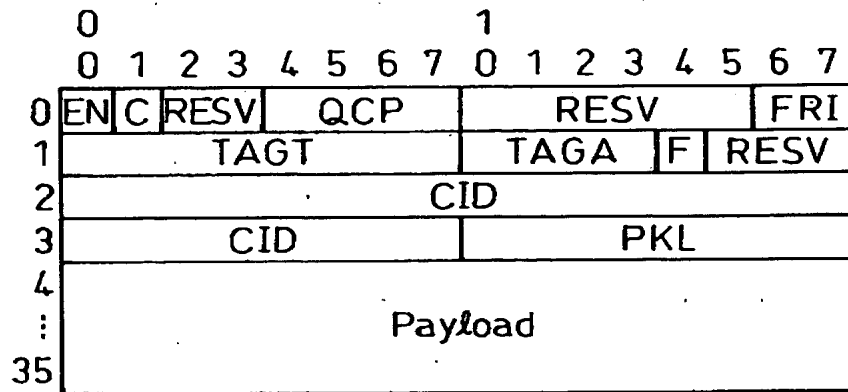 0 1
0 1 2 3 4 5 6 7 0 1 2 3 4 5 6 7
0 EN C RESV QCP RESV FRI
1 TAGT TAGA F RESV
2 CID
3 CID PKL
4
⋮ Payload
35